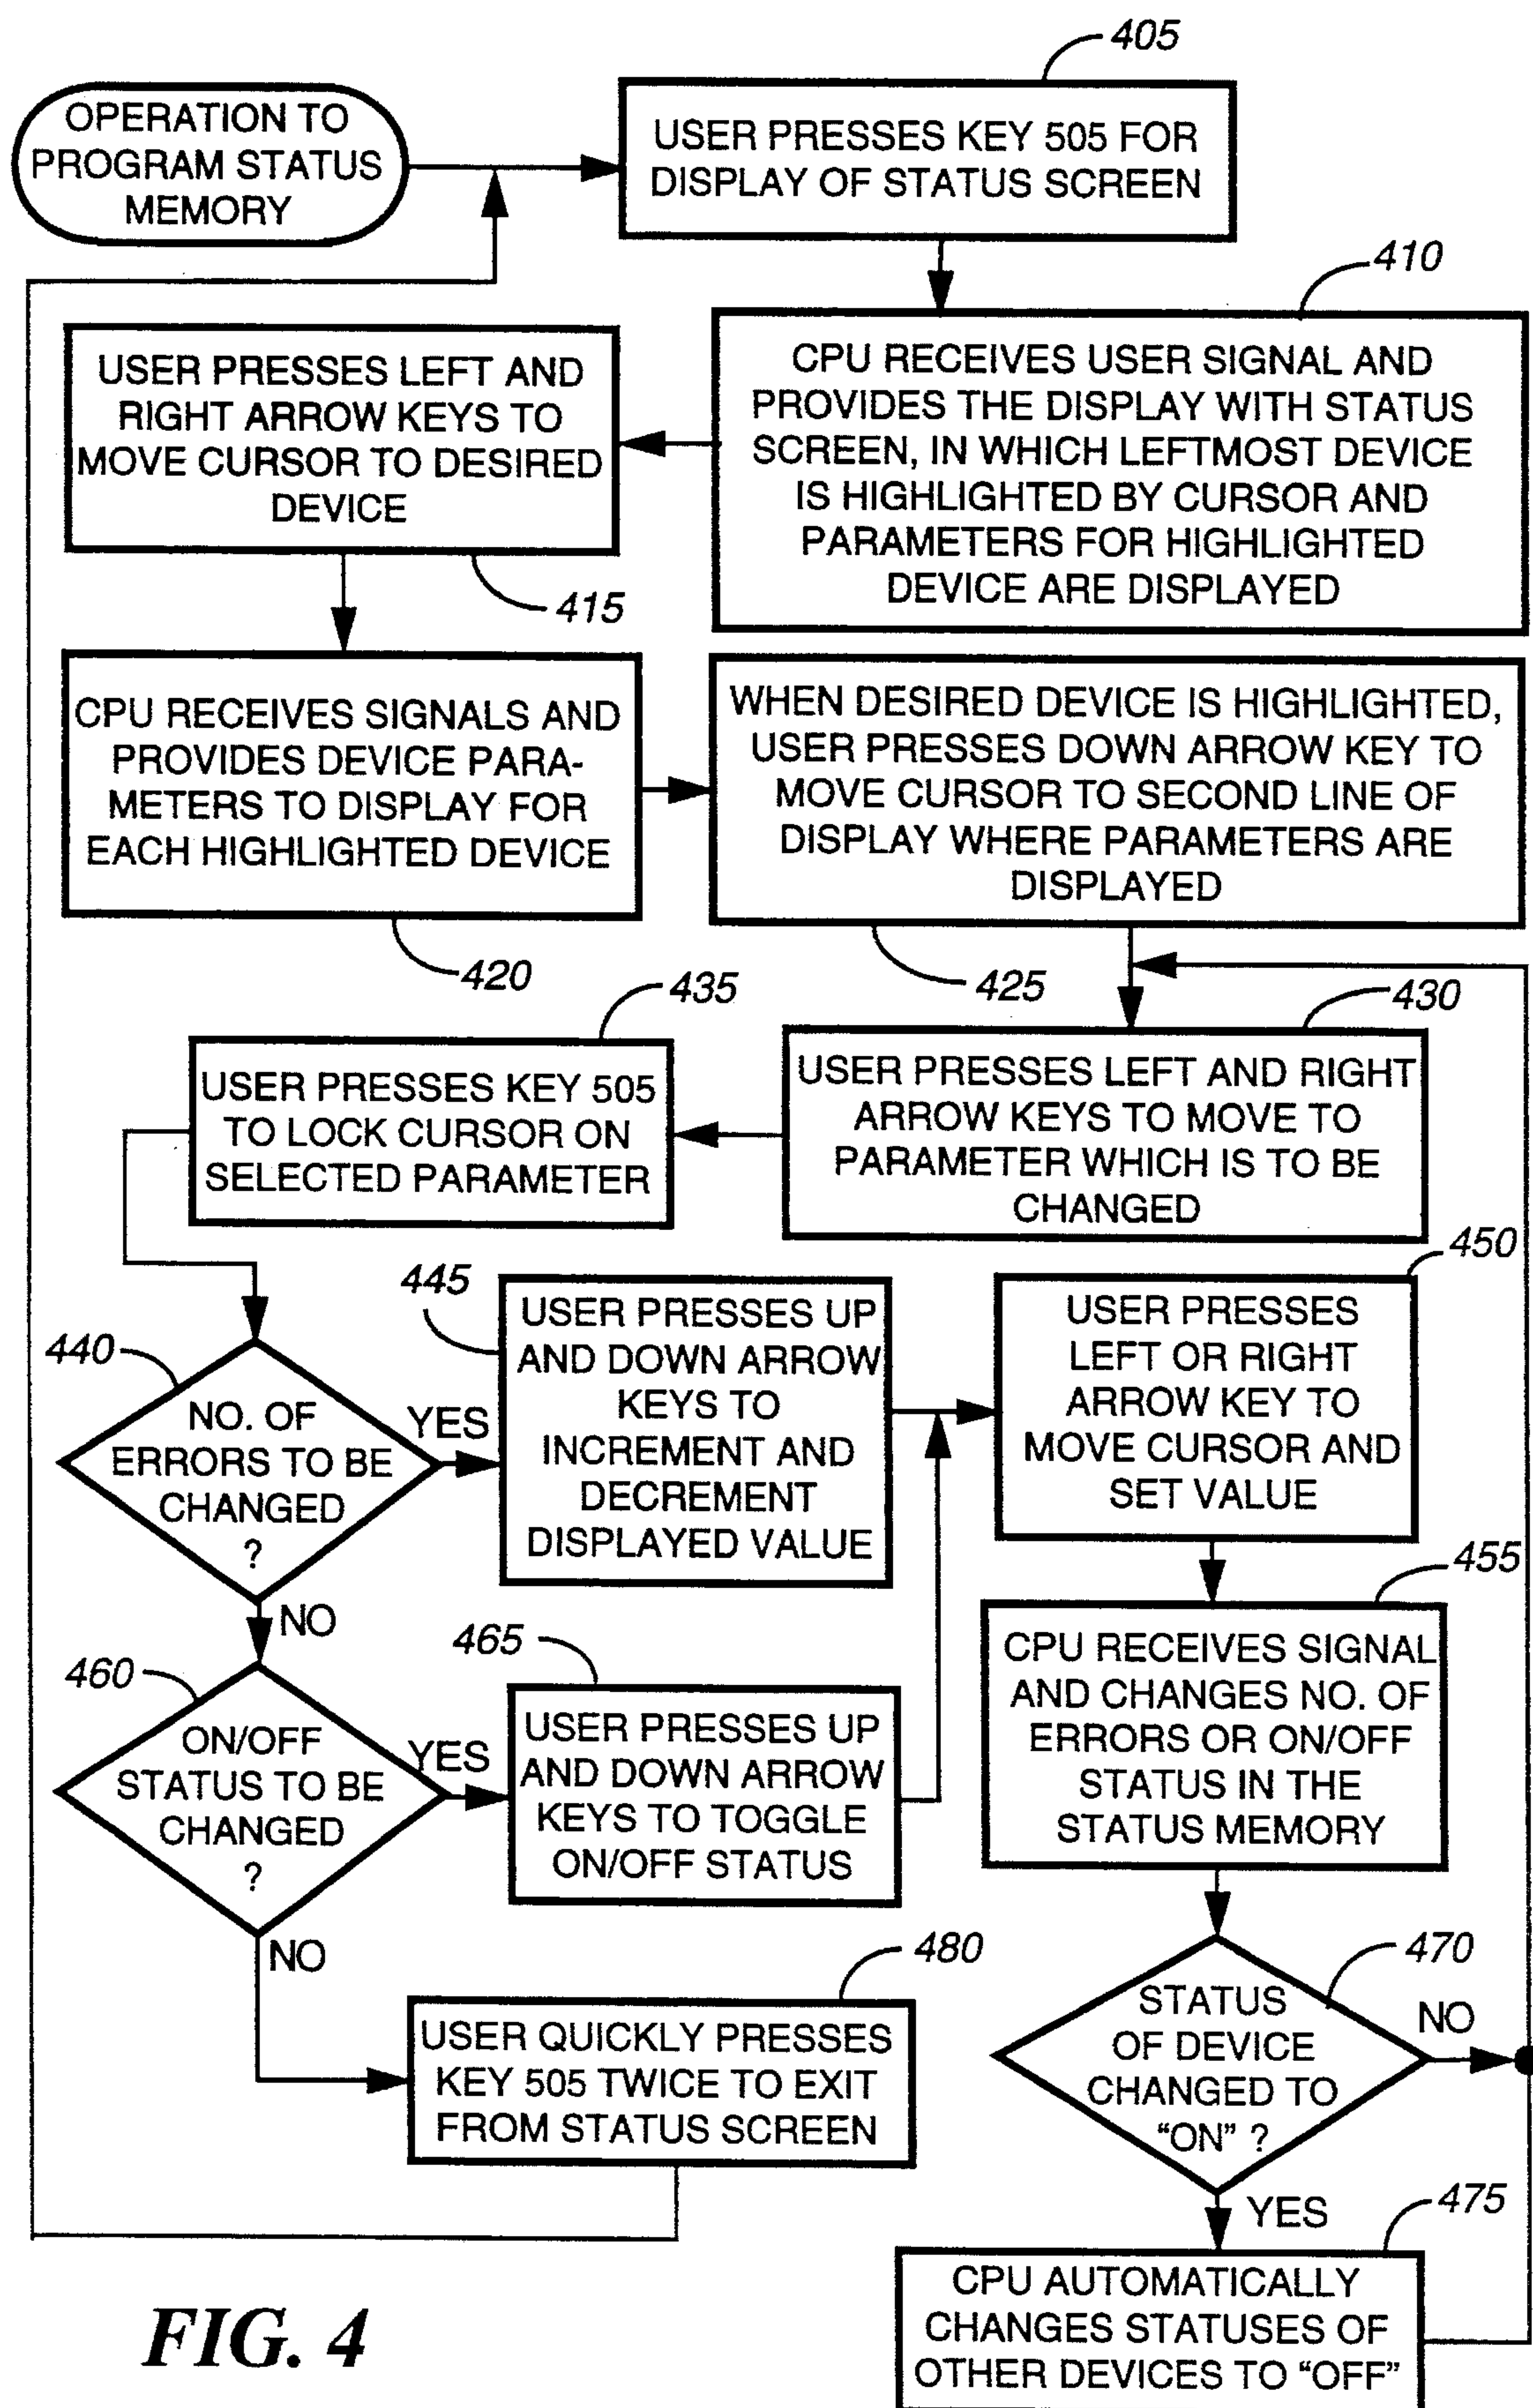 405
OPERATION TO
PROGRAM STATUS
MEMORY
USER PRESSES KEY 505 FOR
DISPLAY OF STATUS SCREEN
410
CPU RECEIVES USER SIGNAL AND
PROVIDES THE DISPLAY WITH STATUS
SCREEN, IN WHICH LEFTMOST DEVICE
IS HIGHLIGHTED BY CURSOR AND
PARAMETERS FOR HIGHLIGHTED
DEVICE ARE DISPLAYED
USER PRESSES LEFT AND
RIGHT ARROW KEYS TO
MOVE CURSOR TO DESIRED
DEVICE
415
CPU RECEIVES SIGNALS AND
PROVIDES DEVICE PARA-
METERS TO DISPLAY FOR
EACH HIGHLIGHTED DEVICE
420
WHEN DESIRED DEVICE IS HIGHLIGHTED,
USER PRESSES DOWN ARROW KEY TO
MOVE CURSOR TO SECOND LINE OF
DISPLAY WHERE PARAMETERS ARE
DISPLAYED
425
430
USER PRESSES LEFT AND RIGHT
ARROW KEYS TO MOVE TO
PARAMETER WHICH IS TO BE
CHANGED
435
USER PRESSES KEY 505
TO LOCK CURSOR ON
SELECTED PARAMETER
440
NO. OF
ERRORS TO BE
CHANGED
?
YES
NO
445
USER PRESSES UP
AND DOWN ARROW
KEYS TO
INCREMENT AND
DECREMENT
DISPLAYED VALUE
450
USER PRESSES
LEFT OR RIGHT
ARROW KEY TO
MOVE CURSOR AND
SET VALUE
455
CPU RECEIVES SIGNAL
AND CHANGES NO. OF
ERRORS OR ON/OFF
STATUS IN THE
STATUS MEMORY
460
ON/OFF
STATUS TO BE
CHANGED
?
YES
NO
465
USER PRESSES UP
AND DOWN ARROW
KEYS TO TOGGLE
ON/OFF STATUS
470
STATUS
OF DEVICE
CHANGED TO
“ON” ?
NO
YES
480
USER QUICKLY PRESSES
KEY 505 TWICE TO EXIT
FROM STATUS SCREEN
475
CPU AUTOMATICALLY
CHANGES STATUSES OF
OTHER DEVICES TO “OFF”
FIG. 4